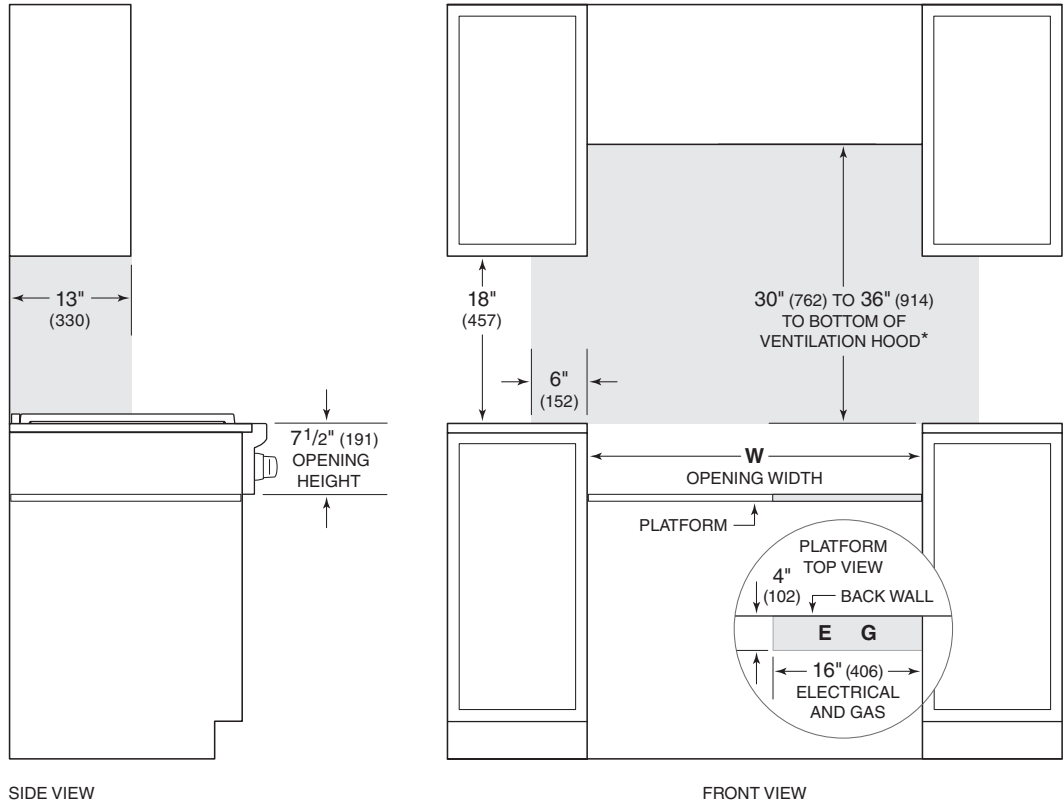 13"
(330)
7 1/2" (191)
OPENING
HEIGHT
SIDE VIEW
18"
(457)
6"
(152)
30" (762) TO 36" (914)
TO BOTTOM OF
VENTILATION HOOD*
W
OPENING WIDTH
PLATFORM
PLATFORM
TOP VIEW
4"
(102)
BACK WALL
E G
16" (406)
ELECTRICAL
AND GAS
FRONT VIEW